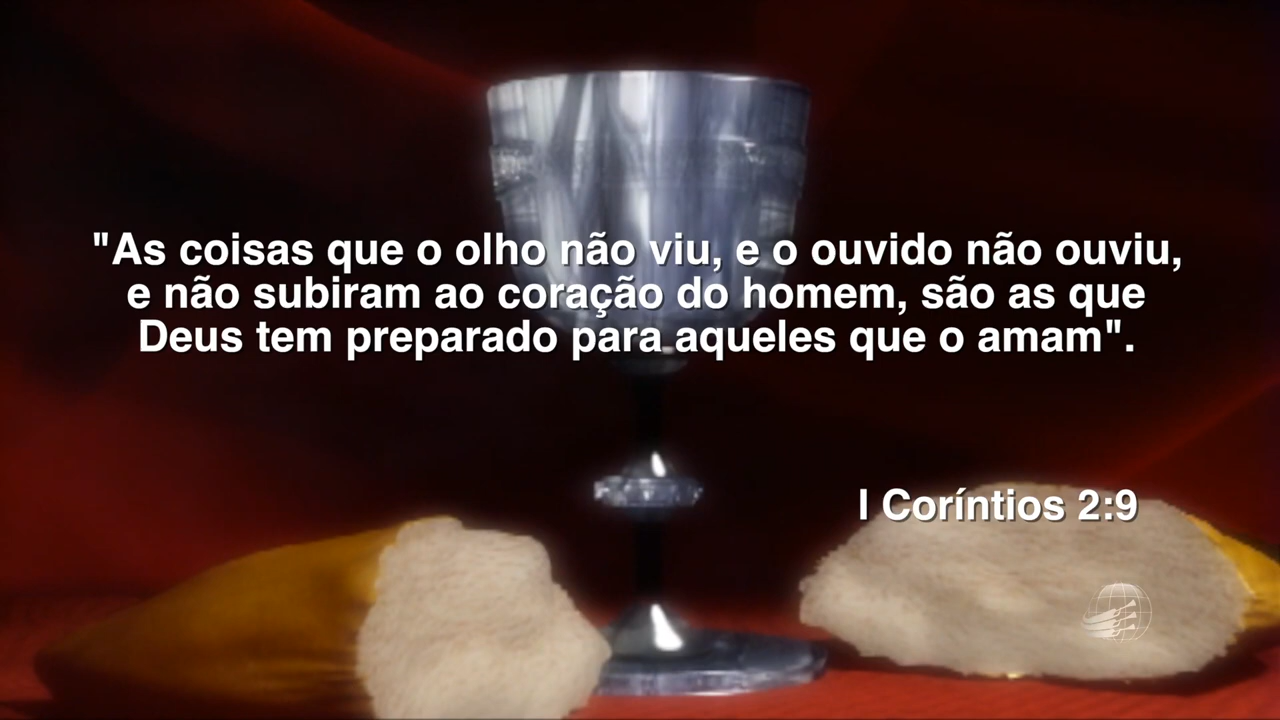 "As coisas que o olho não viu, e o ouvido não ouviu,
e não subiram ao coração do homem, são as que
Deus tem preparado para aqueles que o amam".
I Coríntios 2:9